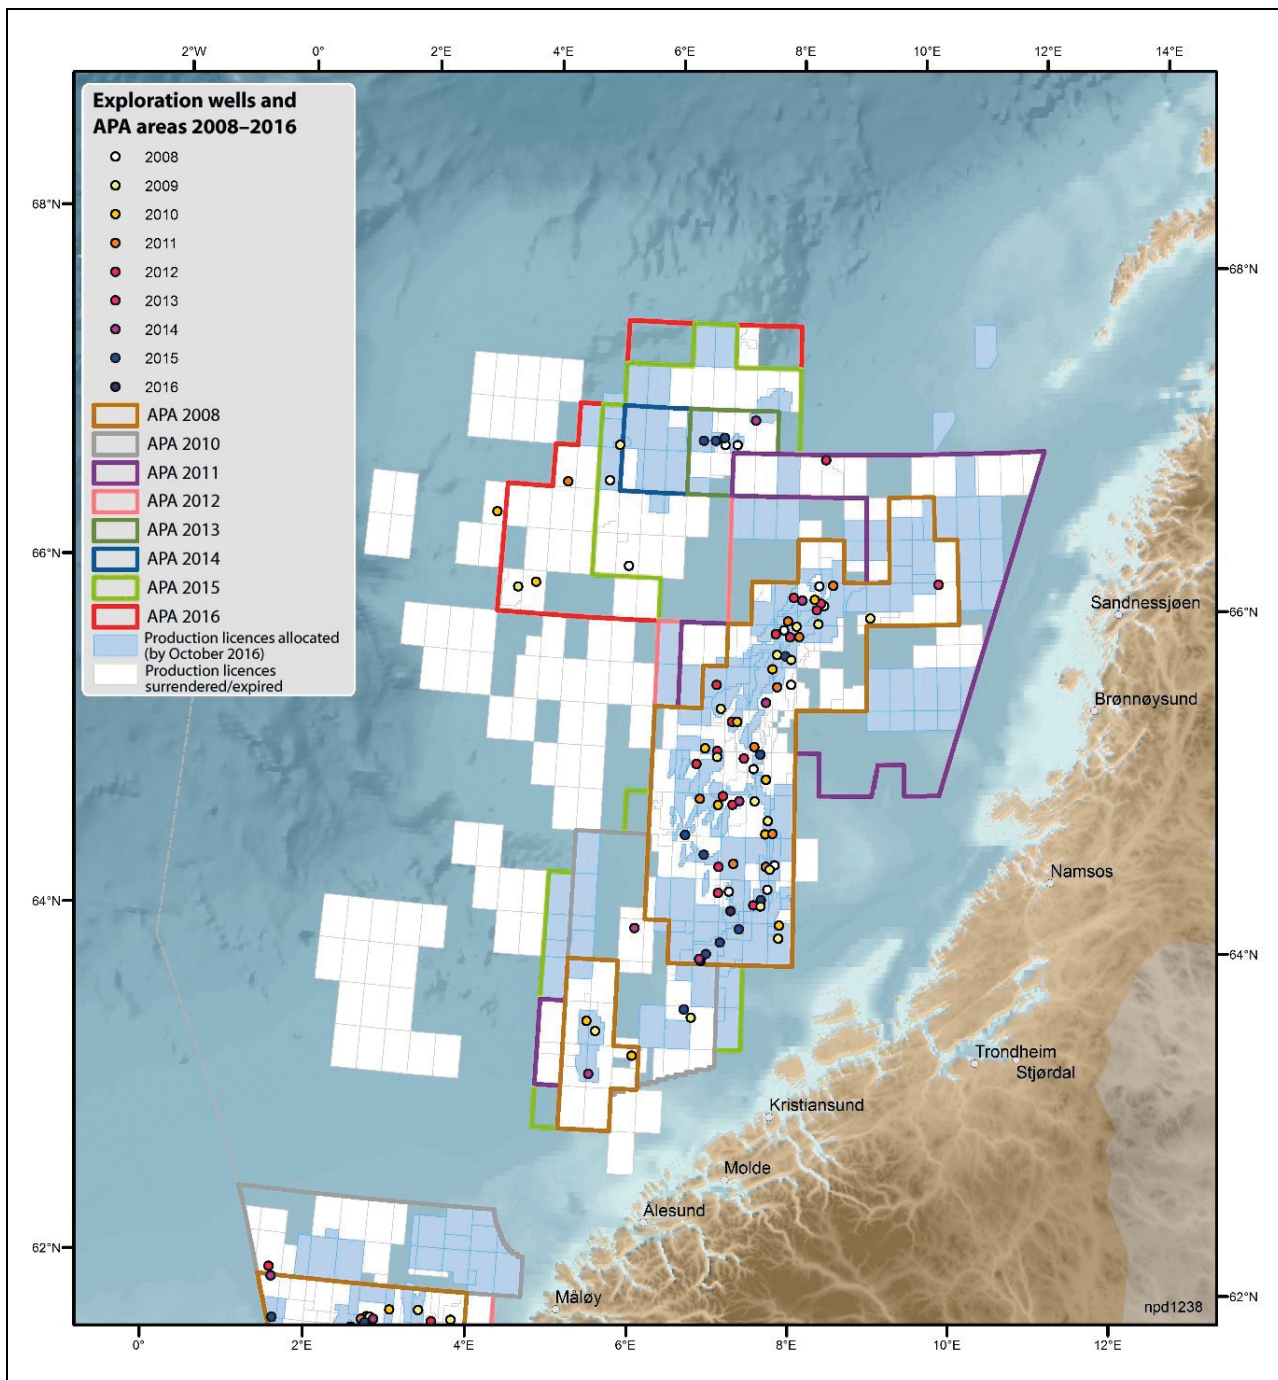 2°W 0° 2°E 4°E 6°E 8°E 10°E 12°E 14°E
Exploration wells and
APA areas 2008–2016
2008
2009
2010
2011
2012
2013
2014
2015
2016
APA 2008
APA 2010
APA 2011
APA 2012
APA 2013
APA 2014
APA 2015
APA 2016
Production licences allocated
(by October 2016)
Production licences
surrendered/expired
68°N
68°N
66°N
66°N
Sandnessjøen
Brønnøysund
Namsos
64°N
64°N
Trondheim
Stjørdal
Kristiansund
Molde
Ålesund
62°N
Måløy
62°N
npd1238
0° 2°E 4°E 6°E 8°E 10°E 12°E